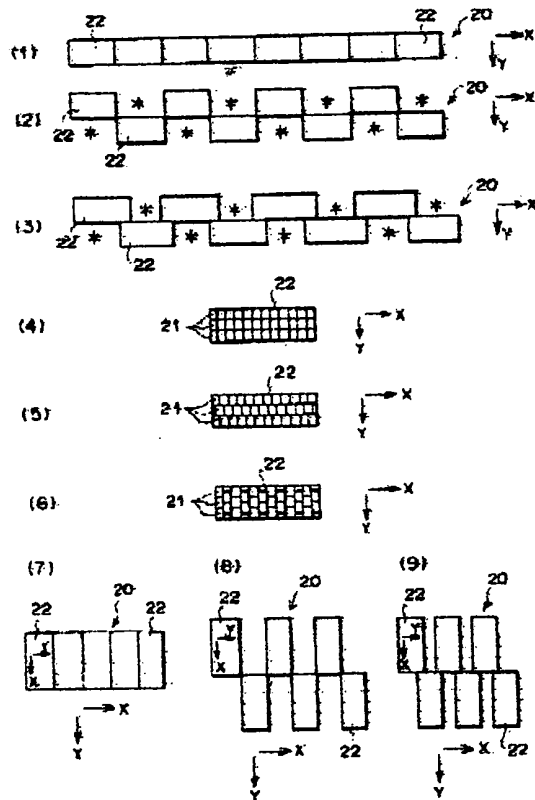 (1) 22 22 20 X Y
*
(2) * * * * 20 X
22 * 22 * * * Y
(3) * * * * 20 X
22 * 22 * * * Y
(4) 21 22 X Y
(5) 21 22 X Y
(6) 21 22 X Y
(7) (8) (9)
22 20 22 22 20 22 20
Y X Y X Y X
X Y 22 X Y 22 X Y